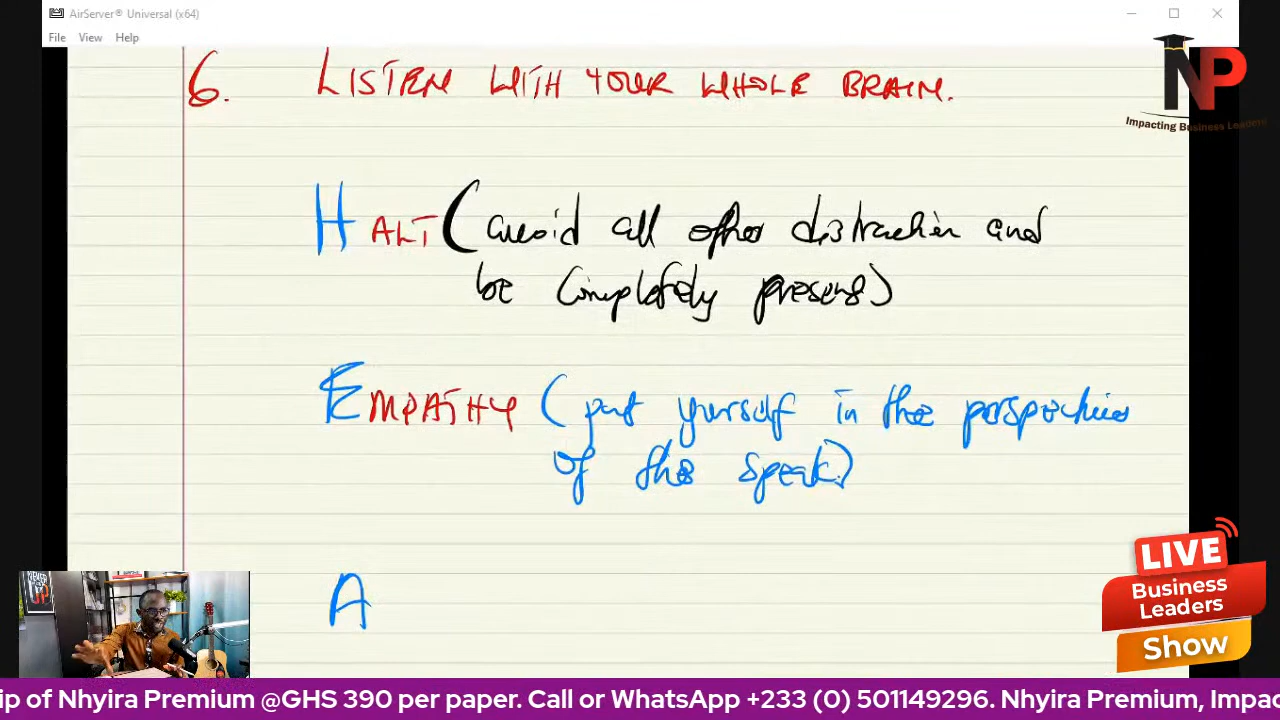 AirServer® Universal (x64)
File View Help
6. LISTEN WITH YOUR WHOLE BRAIN.
NP
Impacting Business Leaders
HALT (avoid all other distraction and
be completely present)
EMPATHY (put yourself in the perspective
of the speak)
A
LIVE
Business
Leaders
Show
ip of Nhyira Premium @GHS 390 per paper. Call or WhatsApp +233 (0) 501149296. Nhyira Premium, Impac